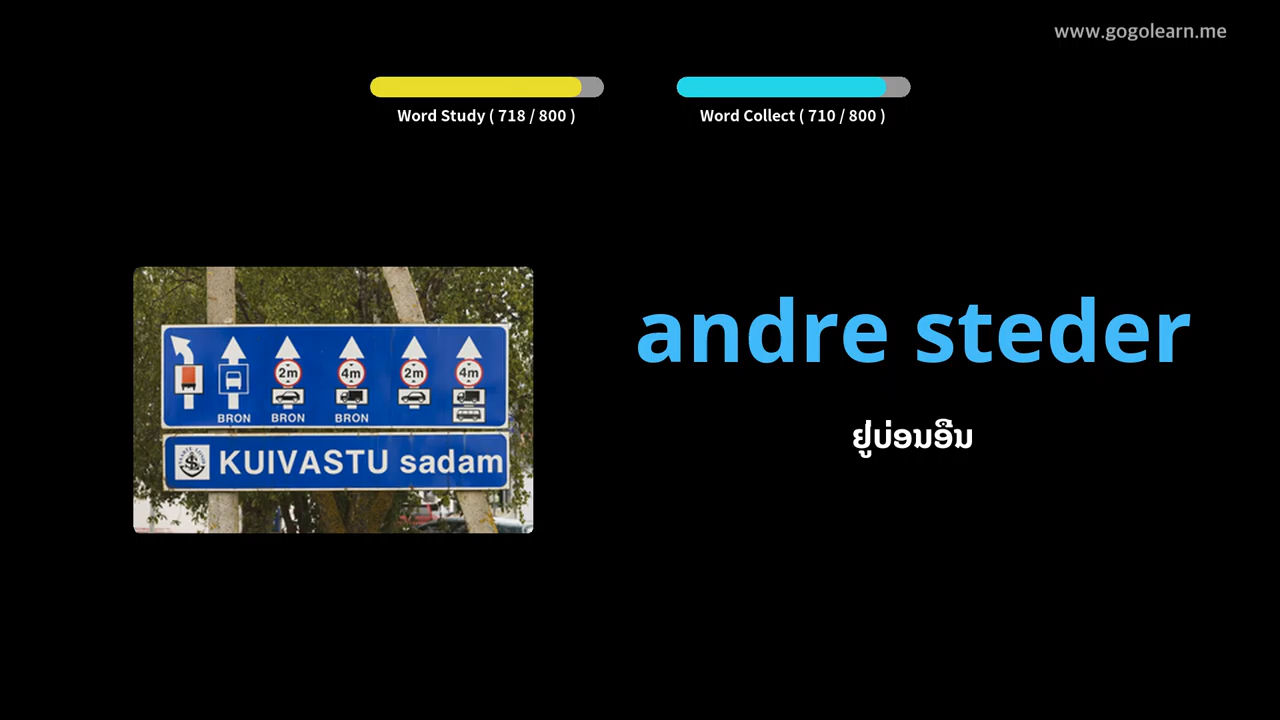 www.gogolearn.me
Word Study ( 718 / 800 )
Word Collect ( 710 / 800 )
2m
4m
2m
4m
BRON
BRON
BRON
KUIVASTU sadam
andre steder
ຢູ່ບ່ອນອື່ນ